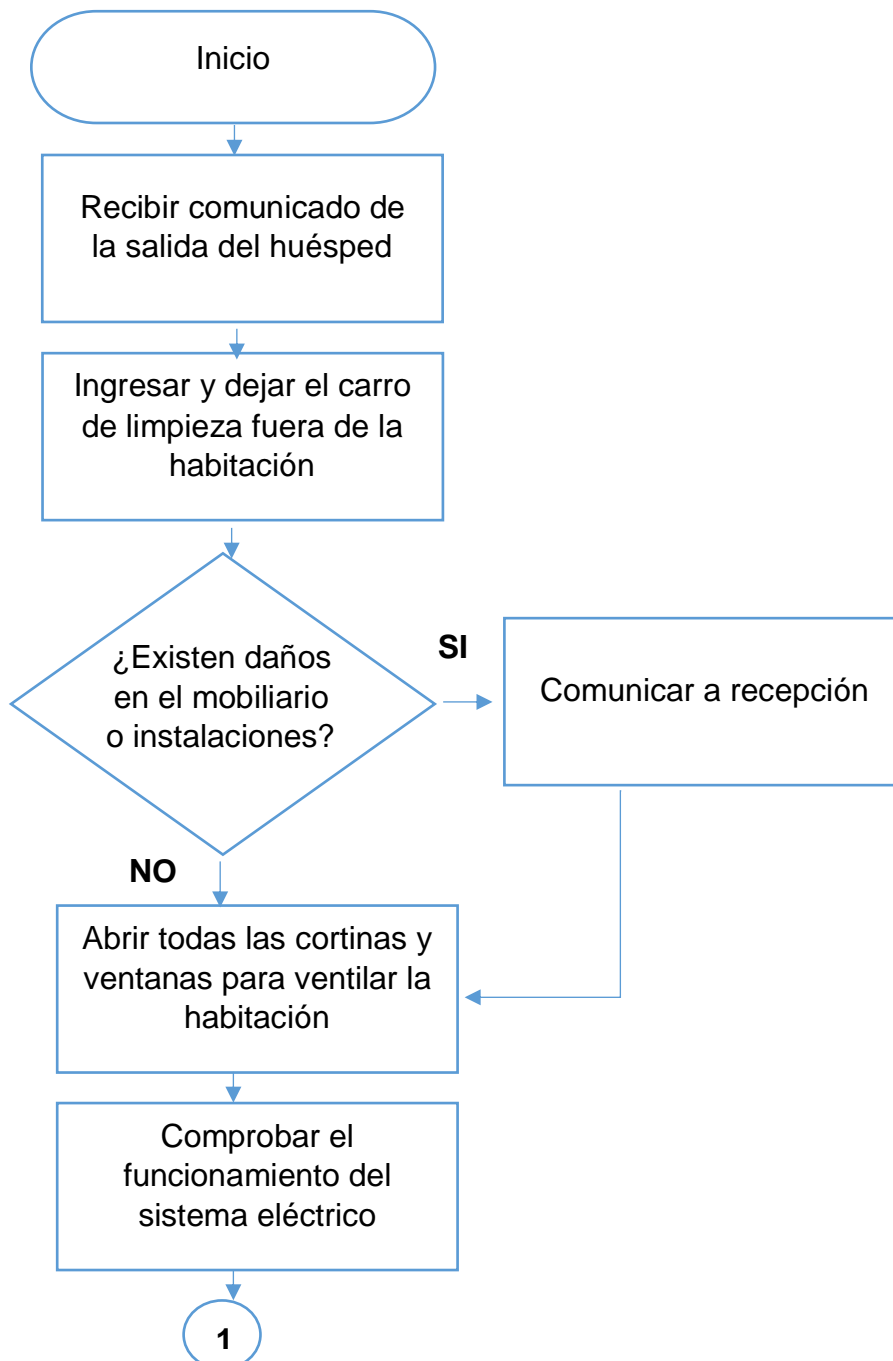 Inicio
Recibir comunicado de
la salida del huésped
Ingresar y dejar el carro
de limpieza fuera de la
habitación
¿Existen daños
en el mobiliario
o instalaciones?
SI
Comunicar a recepción
NO
Abrir todas las cortinas y
ventanas para ventilar la
habitación
Comprobar el
funcionamiento del
sistema eléctrico
1